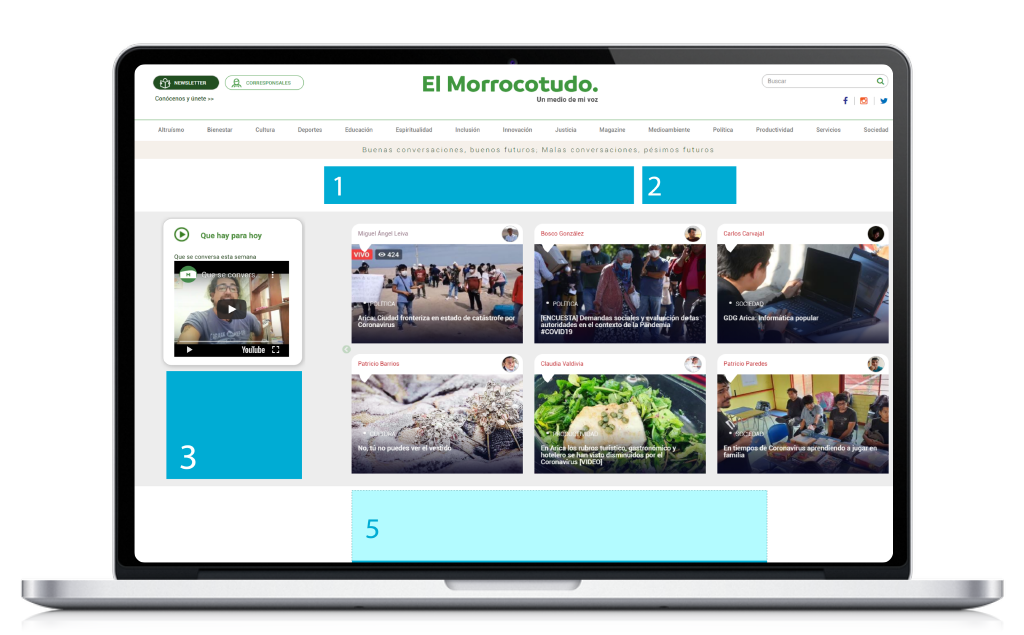 NEWSLETTER
CORRESPONSALES
Conócenos y únete >>
El Morrocotudo.
Un medio de mi voz
Buscar
Altruísmo Bienestar Cultura Deportes Educación Espiritualidad Inclusión Innovación Justicia Magazine Medioambiente Política Productividad Servicios Sociedad
Buenas conversaciones, buenos futuros, Malas conversaciones, pésimos futuros
1
2
Que hay para hoy
Que se conversa esta semana
Que se convers...
YouTube
3
Miguel Ángel Leiva
VIVO 424
POLÍTICA
Arica: Ciudad fronteriza en estado de catástrofe por
Coronavirus
Bosco González
POLÍTICA
[ENCUESTA] Demandas sociales y evaluación de las
autoridades en el contexto de la Pandemia
#COVID19
Carlos Carvajal
SOCIEDAD
GDG Arica: Informática popular
Patricio Barrios
CULTURA
No, tú no puedes ver el vestido
Claudia Valdivia
PRODUCTIVIDAD
En Arica los rubros turístico, gastronómico y
hotelero se han visto disminuidos por el
Coronavirus [VIDEO]
Patricio Paredes
SOCIEDAD
En tiempos de Coronavirus aprendiendo a jugar en
familia
5